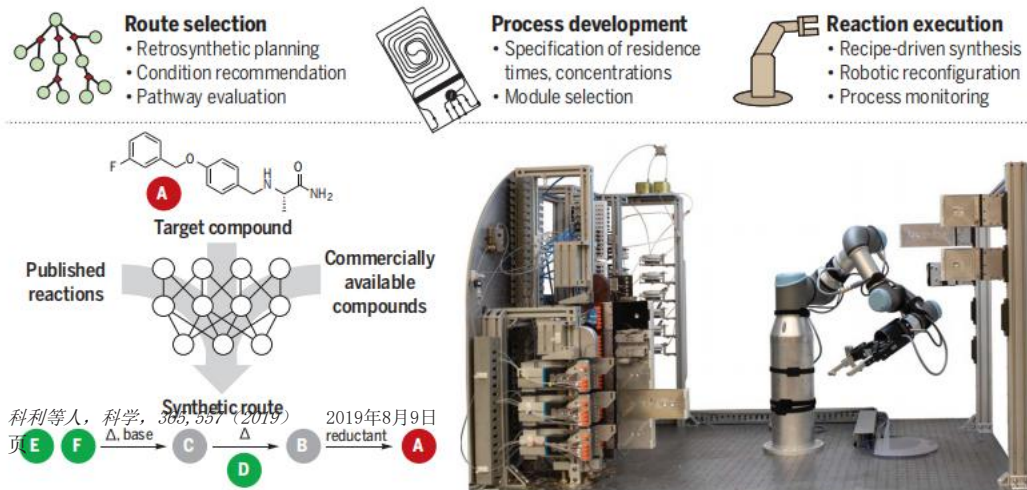 Route selection
• Retrosynthetic planning
• Condition recommendation
• Pathway evaluation
Process development
• Specification of residence
times, concentrations
• Module selection
Reaction execution
• Recipe-driven synthesis
• Robotic reconfiguration
• Process monitoring
F
O
H
N
O
NH2
A
Target compound
Published
reactions
Commercially
available
compounds
Synthetic route
科利等人，科学，365,557（2019） 2019年8月9日
页
E F Δ, base C Δ B reductant A
D